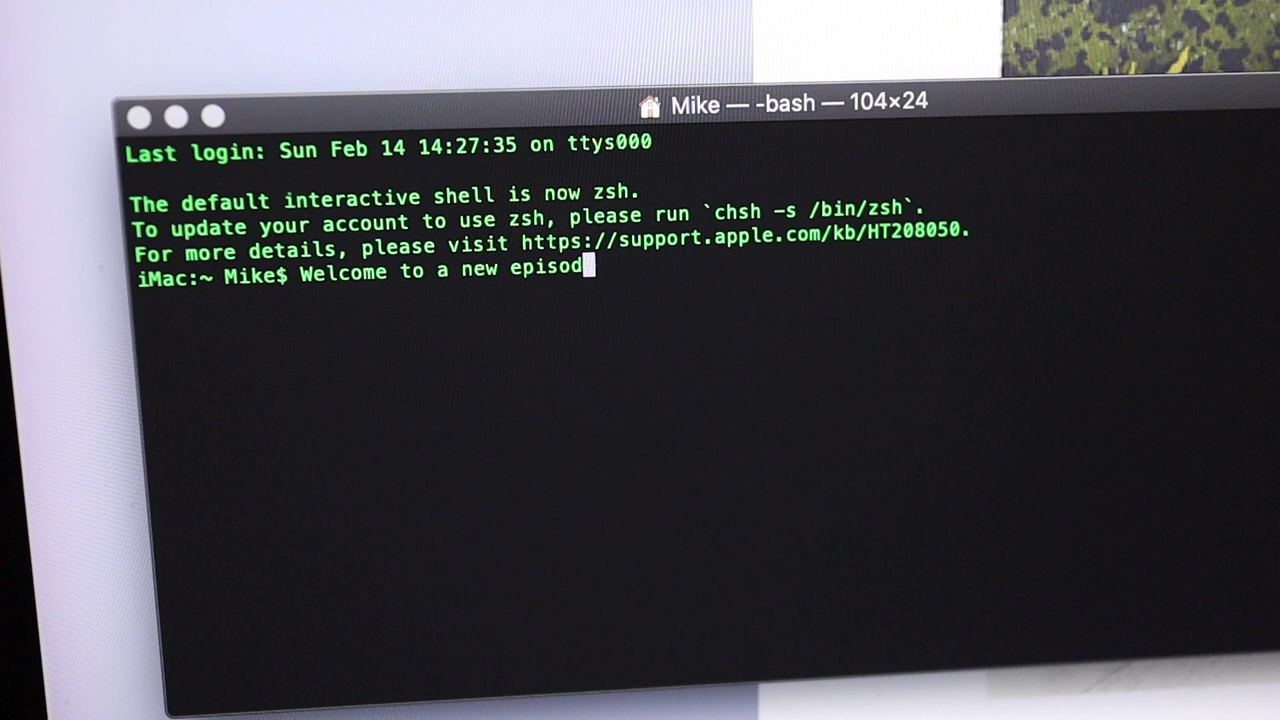 Mike — -bash — 104×24
Last login: Sun Feb 14 14:27:35 on ttys000
The default interactive shell is now zsh.
To update your account to use zsh, please run `chsh -s /bin/zsh`.
For more details, please visit https://support.apple.com/kb/HT208050.
iMac:~ Mike$ Welcome to a new episod